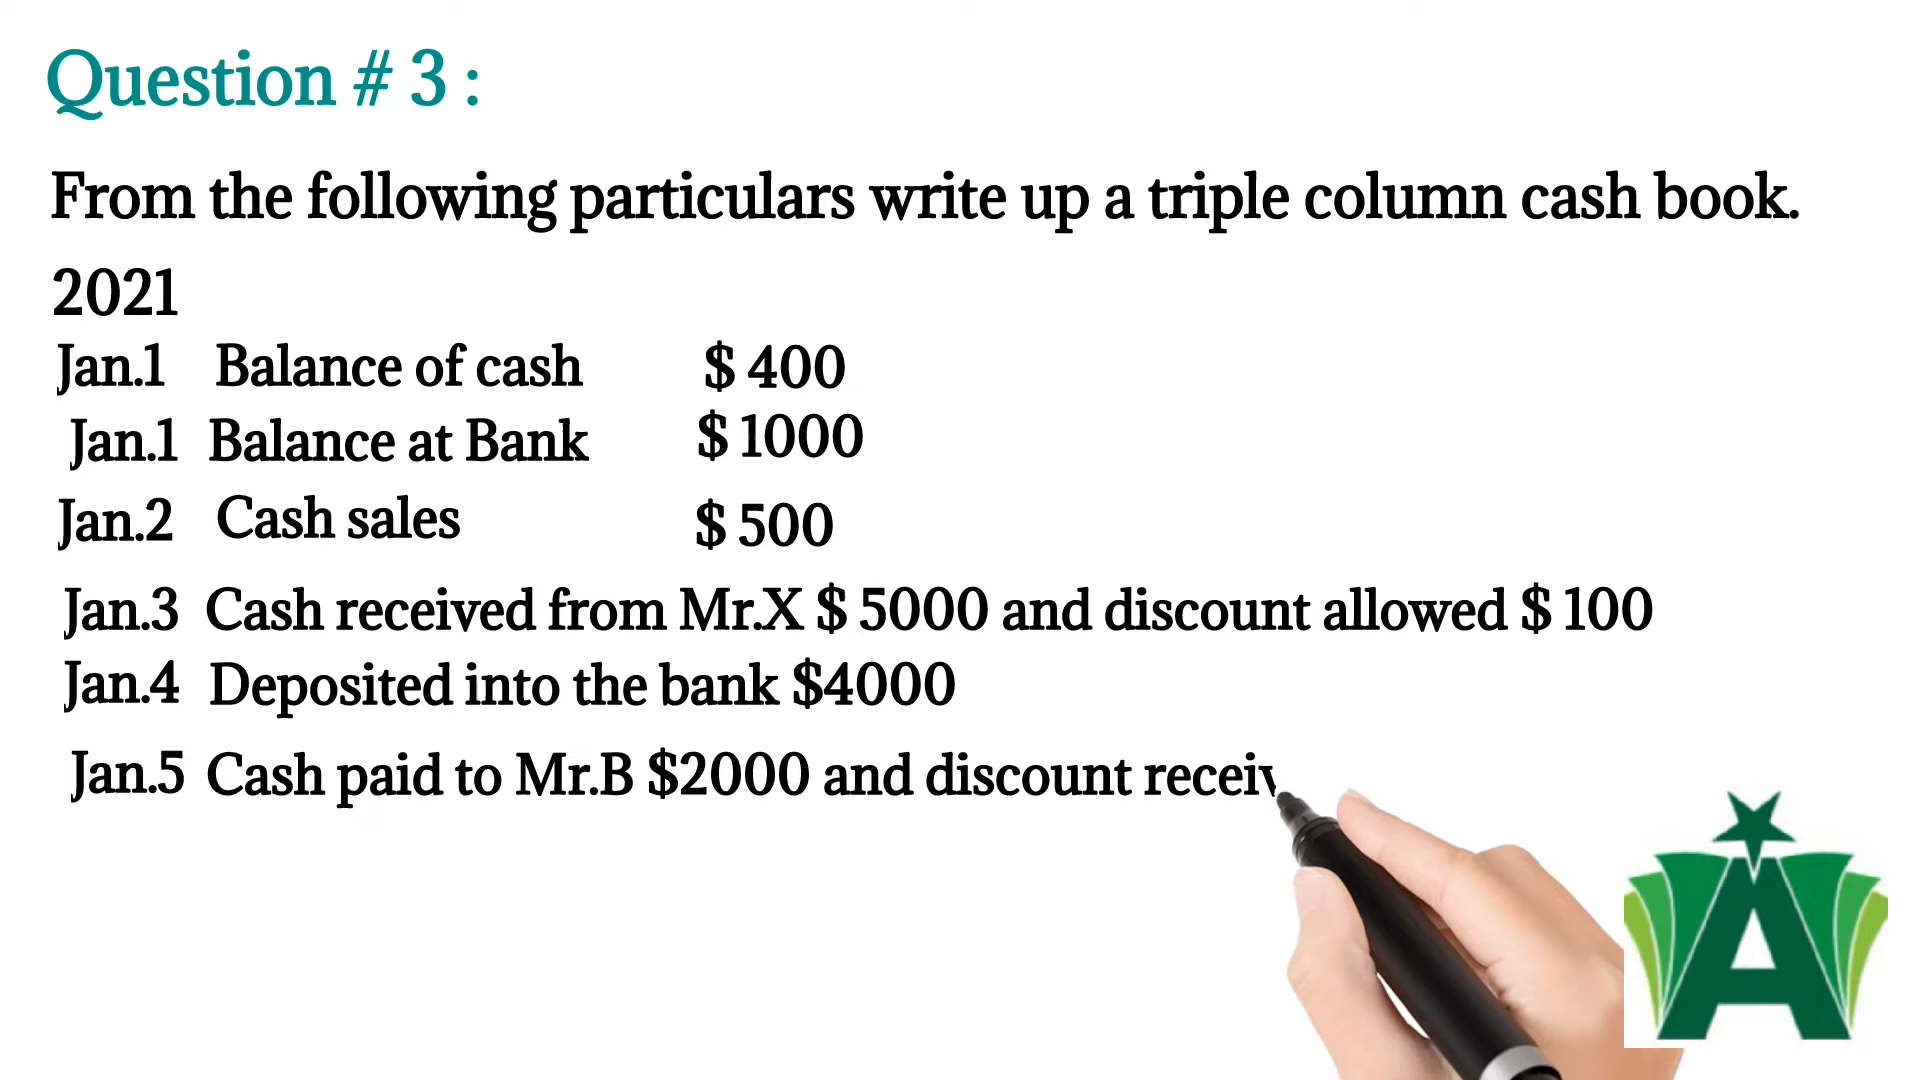 Question # 3 :
From the following particulars write up a triple column cash book.
2021
Jan.1 Balance of cash $ 400
Jan.1 Balance at Bank $ 1000
Jan.2 Cash sales $ 500
Jan.3 Cash received from Mr.X $ 5000 and discount allowed $ 100
Jan.4 Deposited into the bank $4000
Jan.5 Cash paid to Mr.B $2000 and discount receiv
A